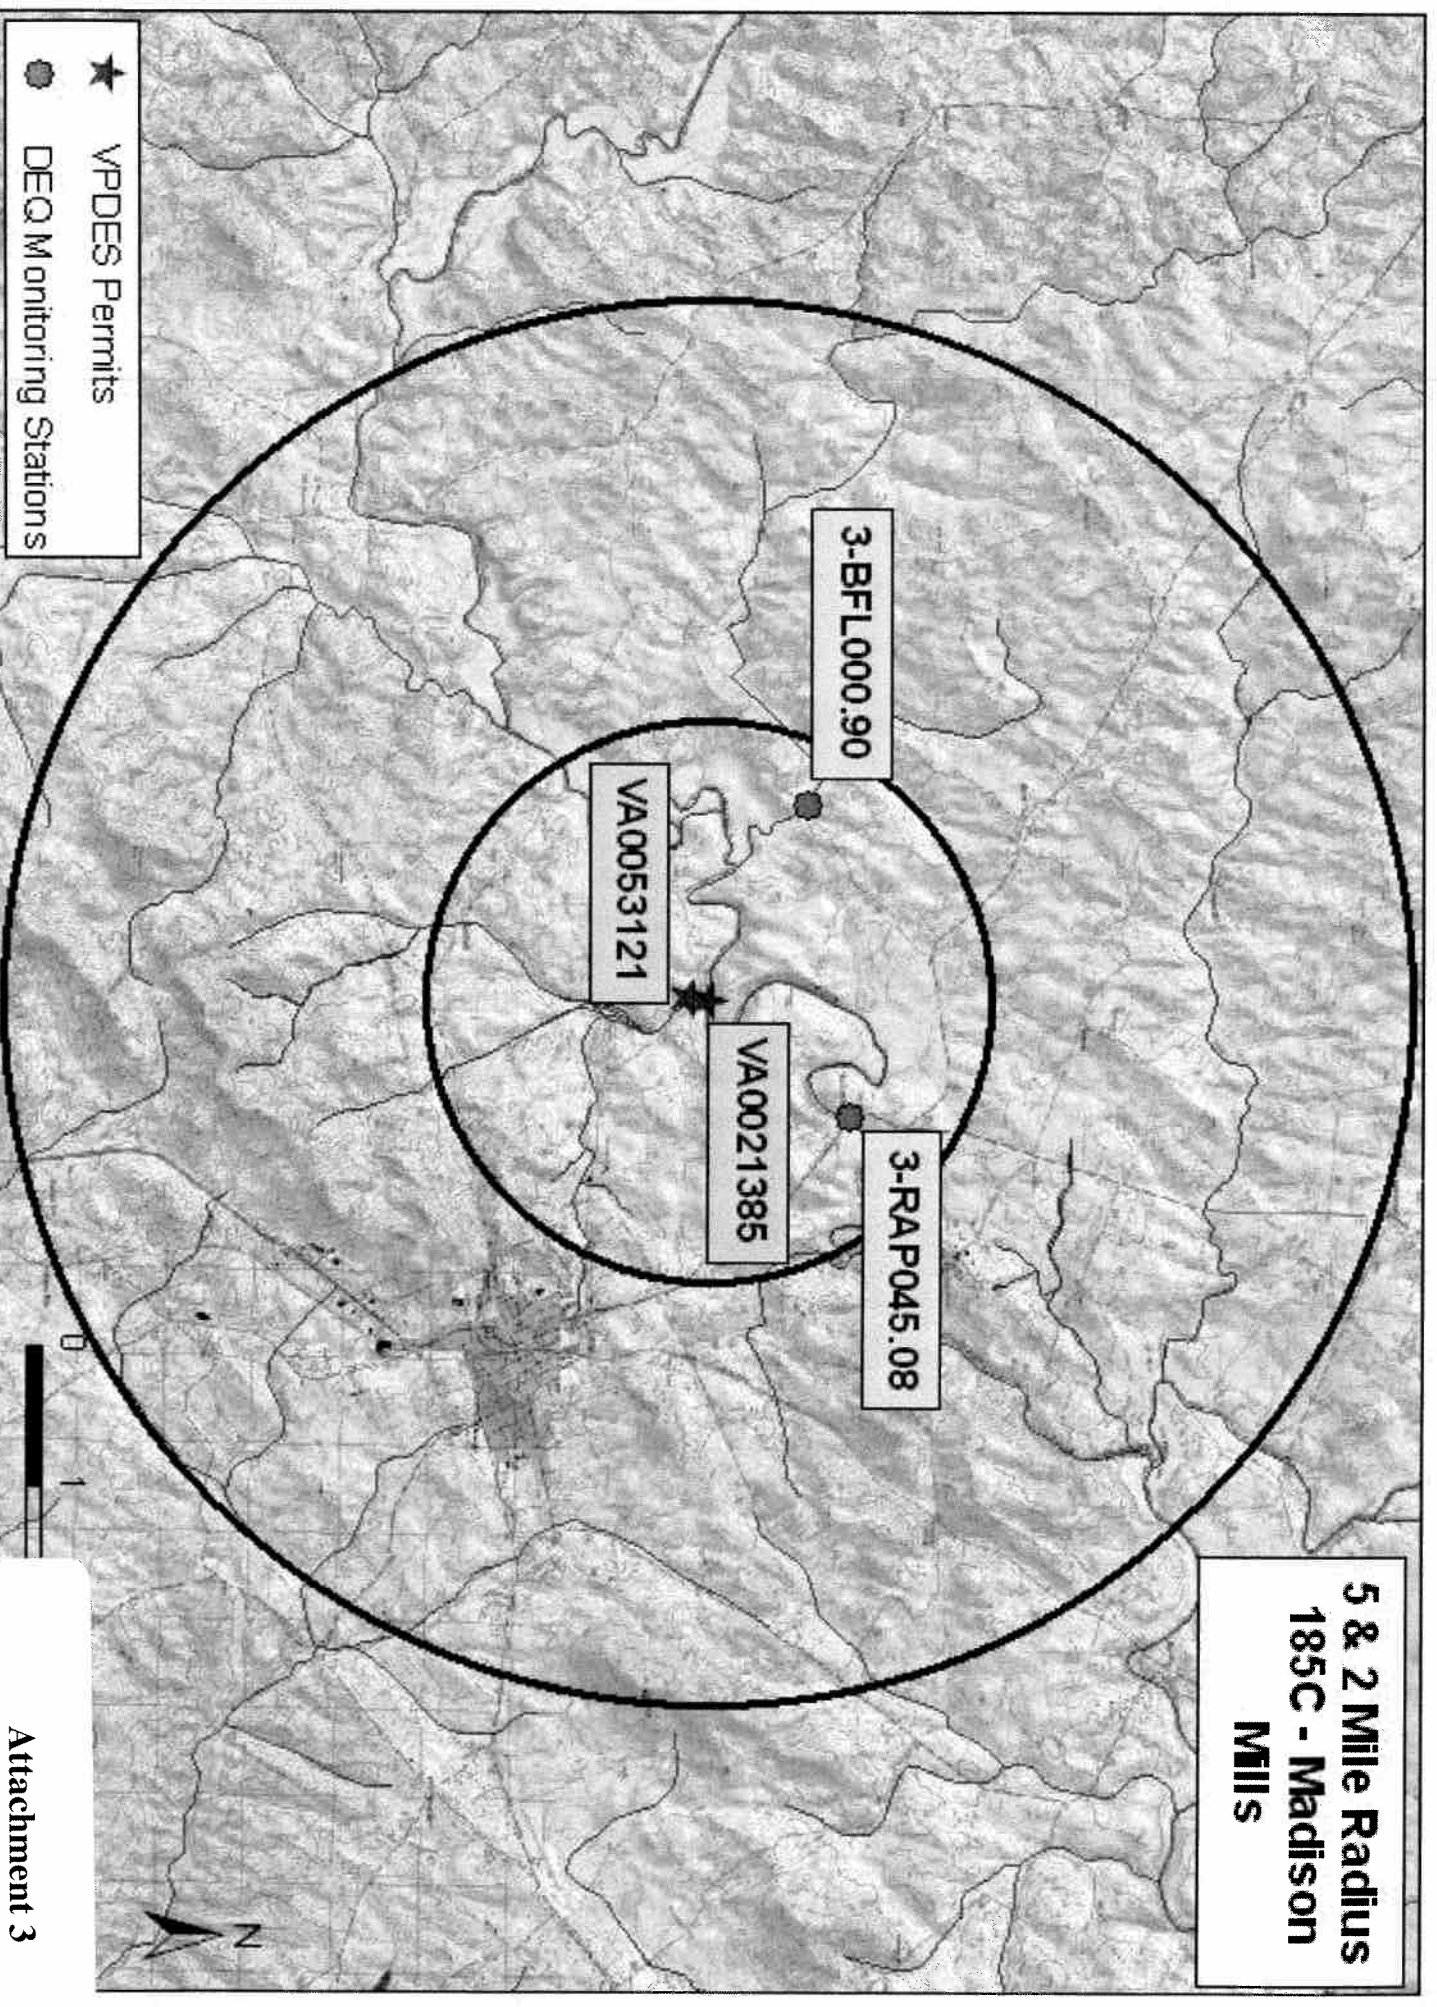 5 & 2 Mile Radius
185C - Madison
Mills
3-BFL000.90
3-RAP045.08
VA0053121
VA0021385
VPDES Permits
DEQ Monitoring Stations
0
1
N
Attachment 3